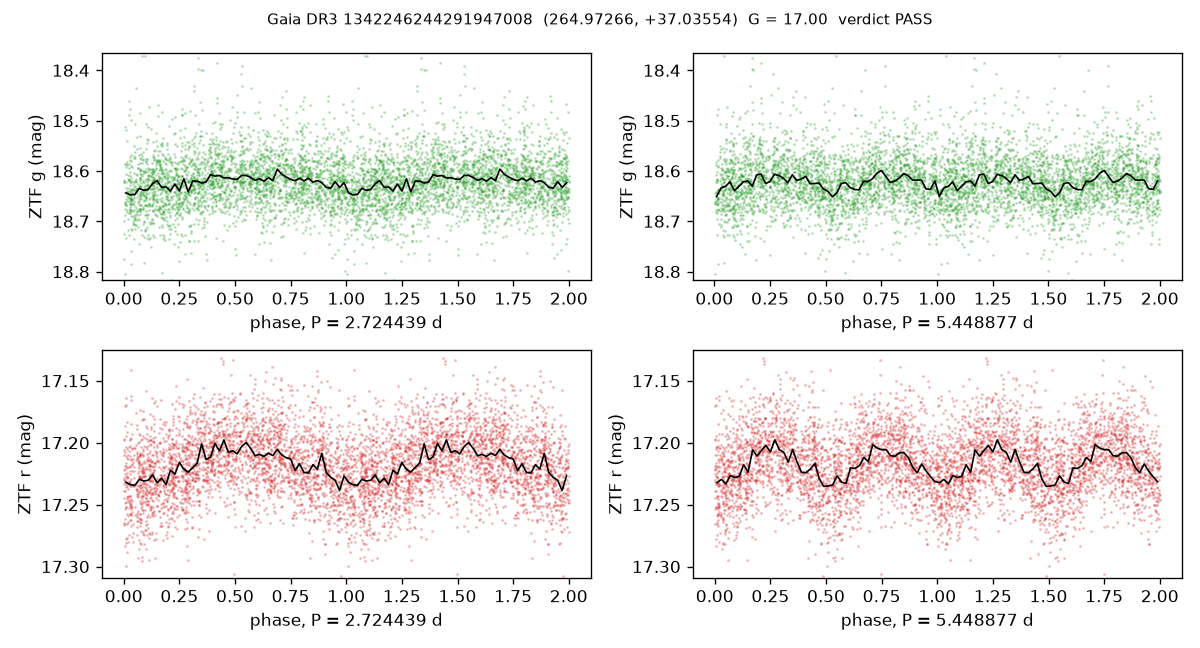 Gaia DR3 1342246244291947008  (264.97266, +37.03554)  G = 17.00  verdict PASS
ZTF g (mag)
18.4
18.5
18.6
18.7
18.8
0.00 0.25 0.50 0.75 1.00 1.25 1.50 1.75 2.00
phase, P = 2.724439 d
ZTF g (mag)
18.4
18.5
18.6
18.7
18.8
0.00 0.25 0.50 0.75 1.00 1.25 1.50 1.75 2.00
phase, P = 5.448877 d
ZTF r (mag)
17.15
17.20
17.25
17.30
0.00 0.25 0.50 0.75 1.00 1.25 1.50 1.75 2.00
phase, P = 2.724439 d
ZTF r (mag)
17.15
17.20
17.25
17.30
0.00 0.25 0.50 0.75 1.00 1.25 1.50 1.75 2.00
phase, P = 5.448877 d